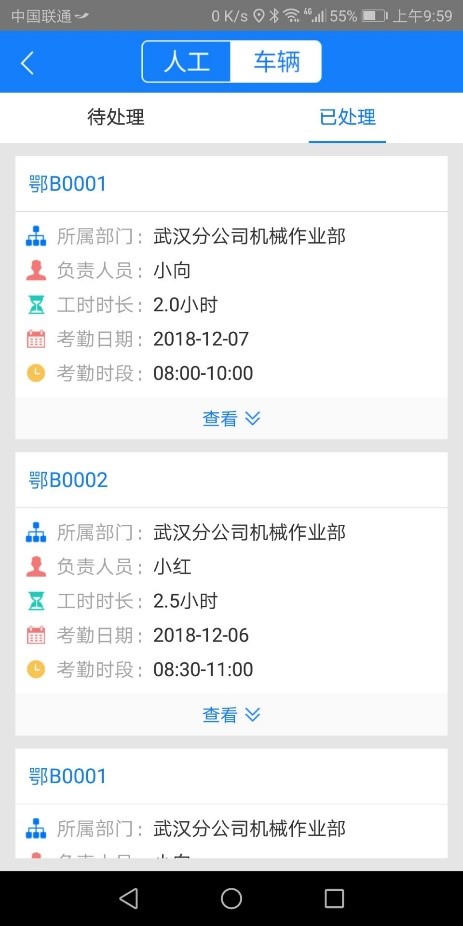 中国联通 0 K/s 4G 55% 上午9:59
人工 车辆
待处理 已处理
鄂B0001
所属部门： 武汉分公司机械作业部
负责人员： 小向
工时时长： 2.0小时
考勤日期： 2018-12-07
考勤时段： 08:00-10:00
查看
鄂B0002
所属部门： 武汉分公司机械作业部
负责人员： 小红
工时时长： 2.5小时
考勤日期： 2018-12-06
考勤时段： 08:30-11:00
查看
鄂B0001
所属部门： 武汉分公司机械作业部